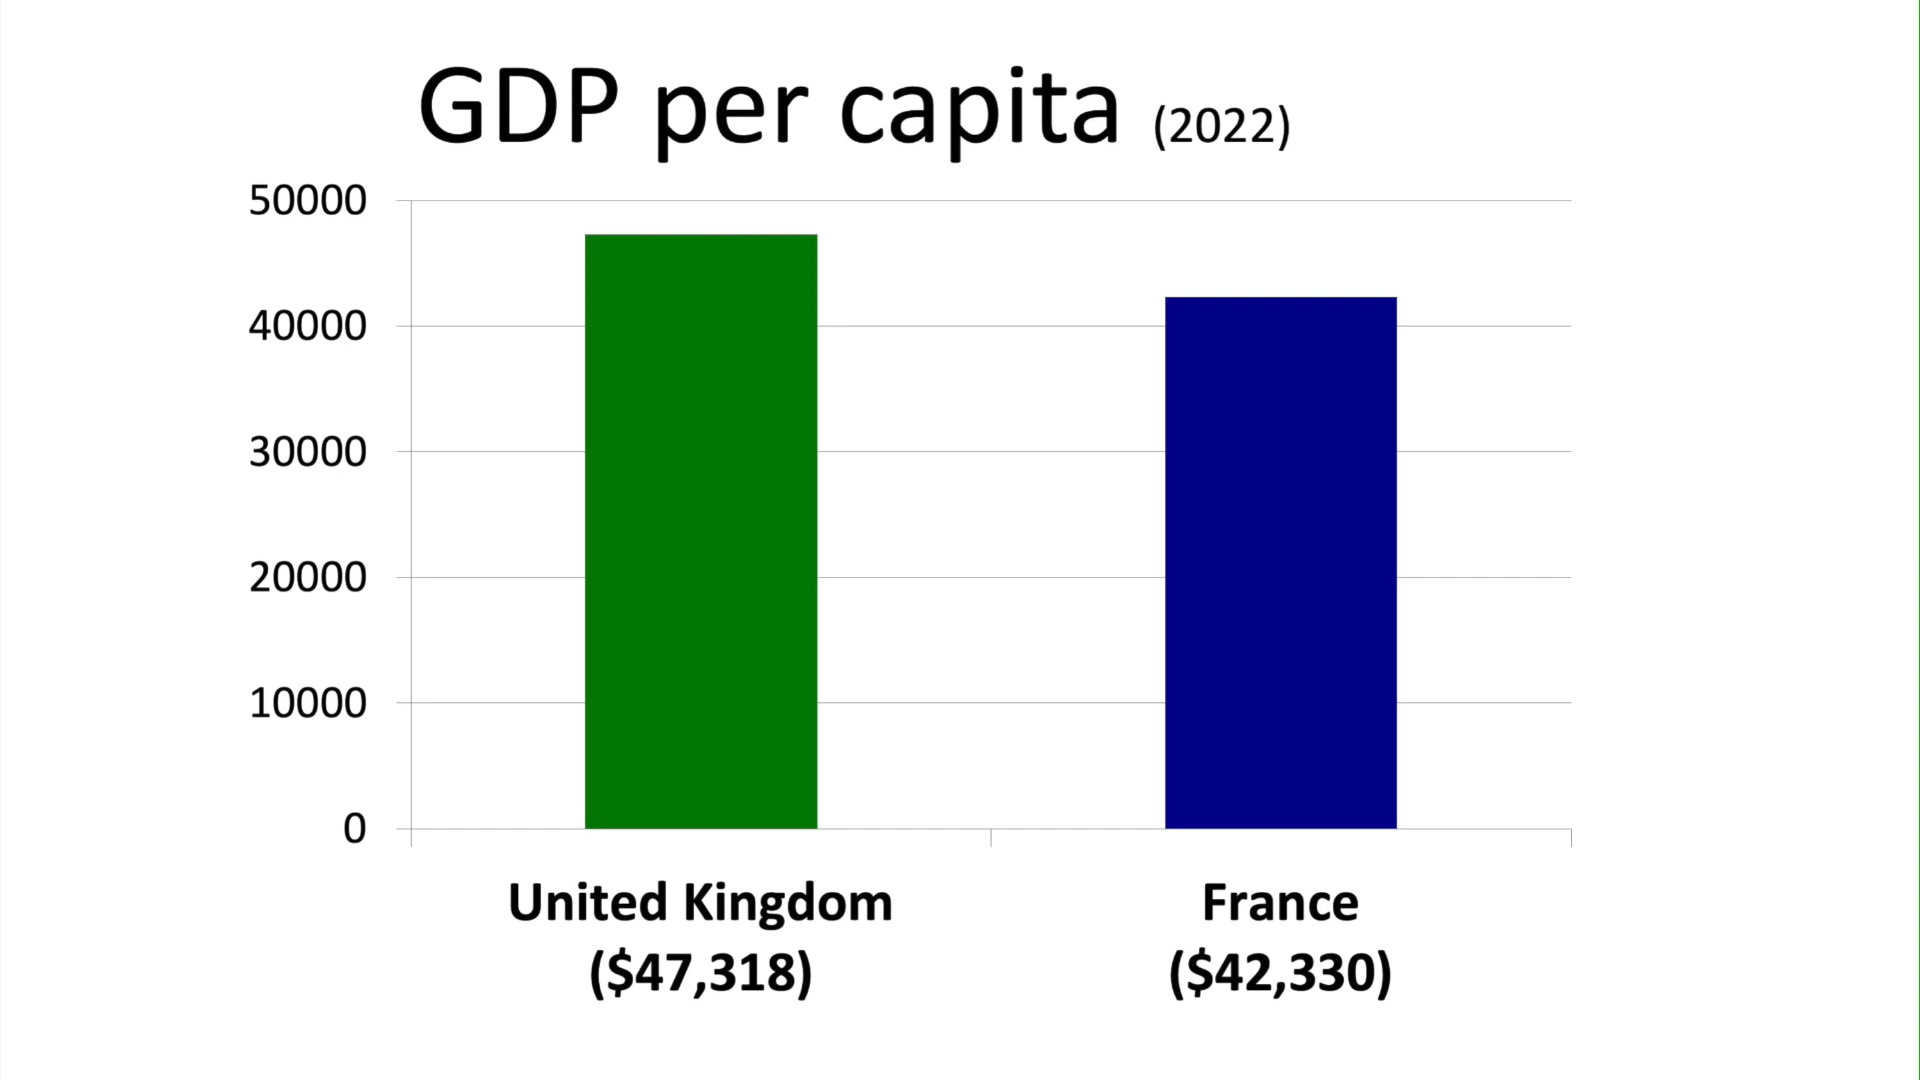 GDP per capita (2022)
50000
40000
30000
20000
10000
0
United Kingdom
($47,318)
France
($42,330)